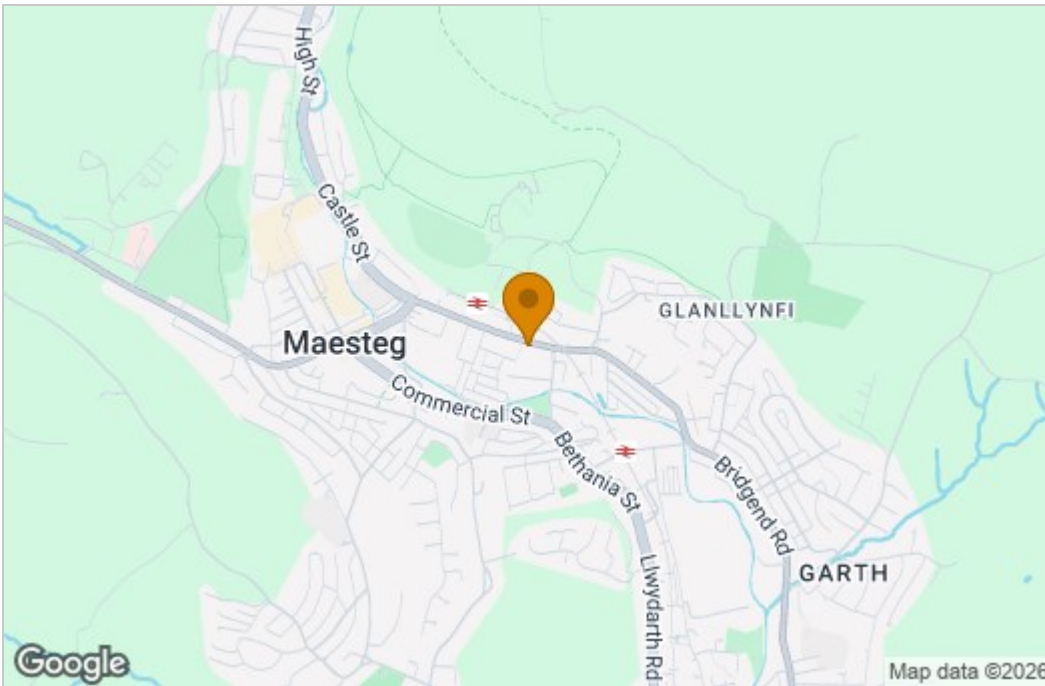 High St
Castle St
GLANLLYNFI
Maesteg
Commercial St
Bethania St
Bridgend Rd
Llwydarth Rd
GARTH
Google
Map data ©2026